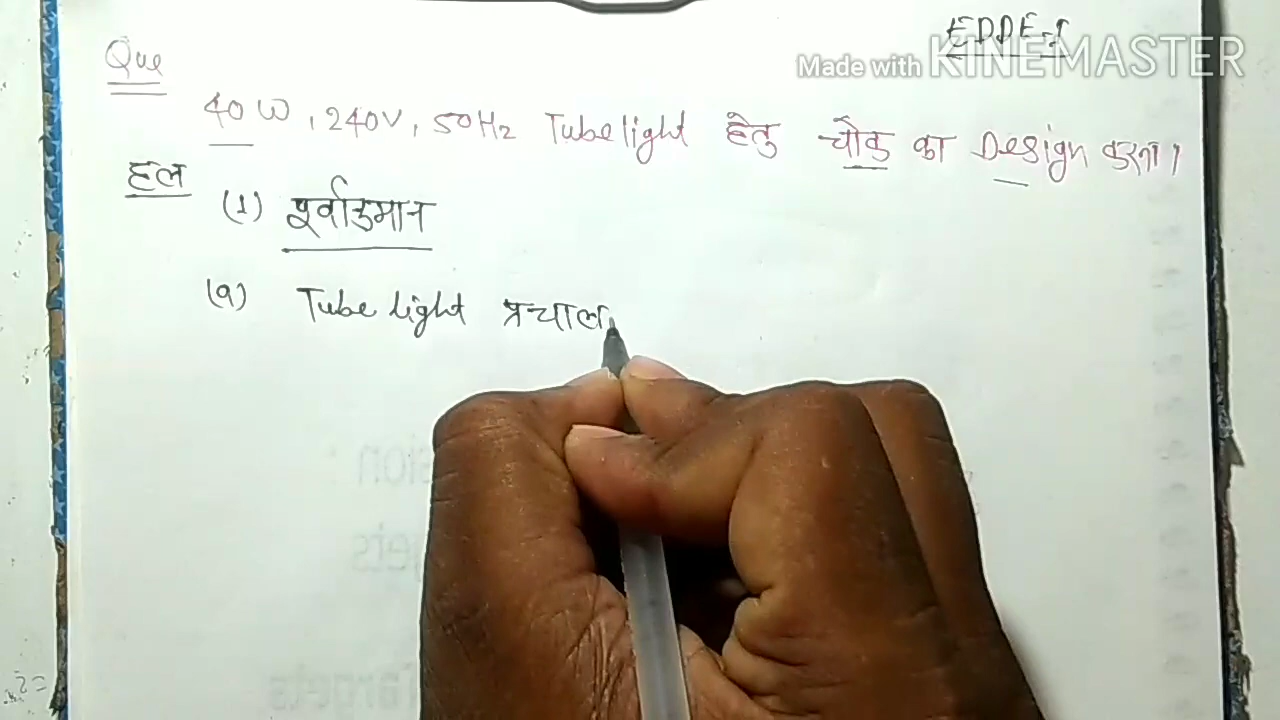 EDDE-I
Made with KINEMASTER
Que
40 W, 240V, 50Hz Tubelight हेतु चौक का Design करना।
हल
(1) पूर्वानुमान
(a) Tube light प्रचाल